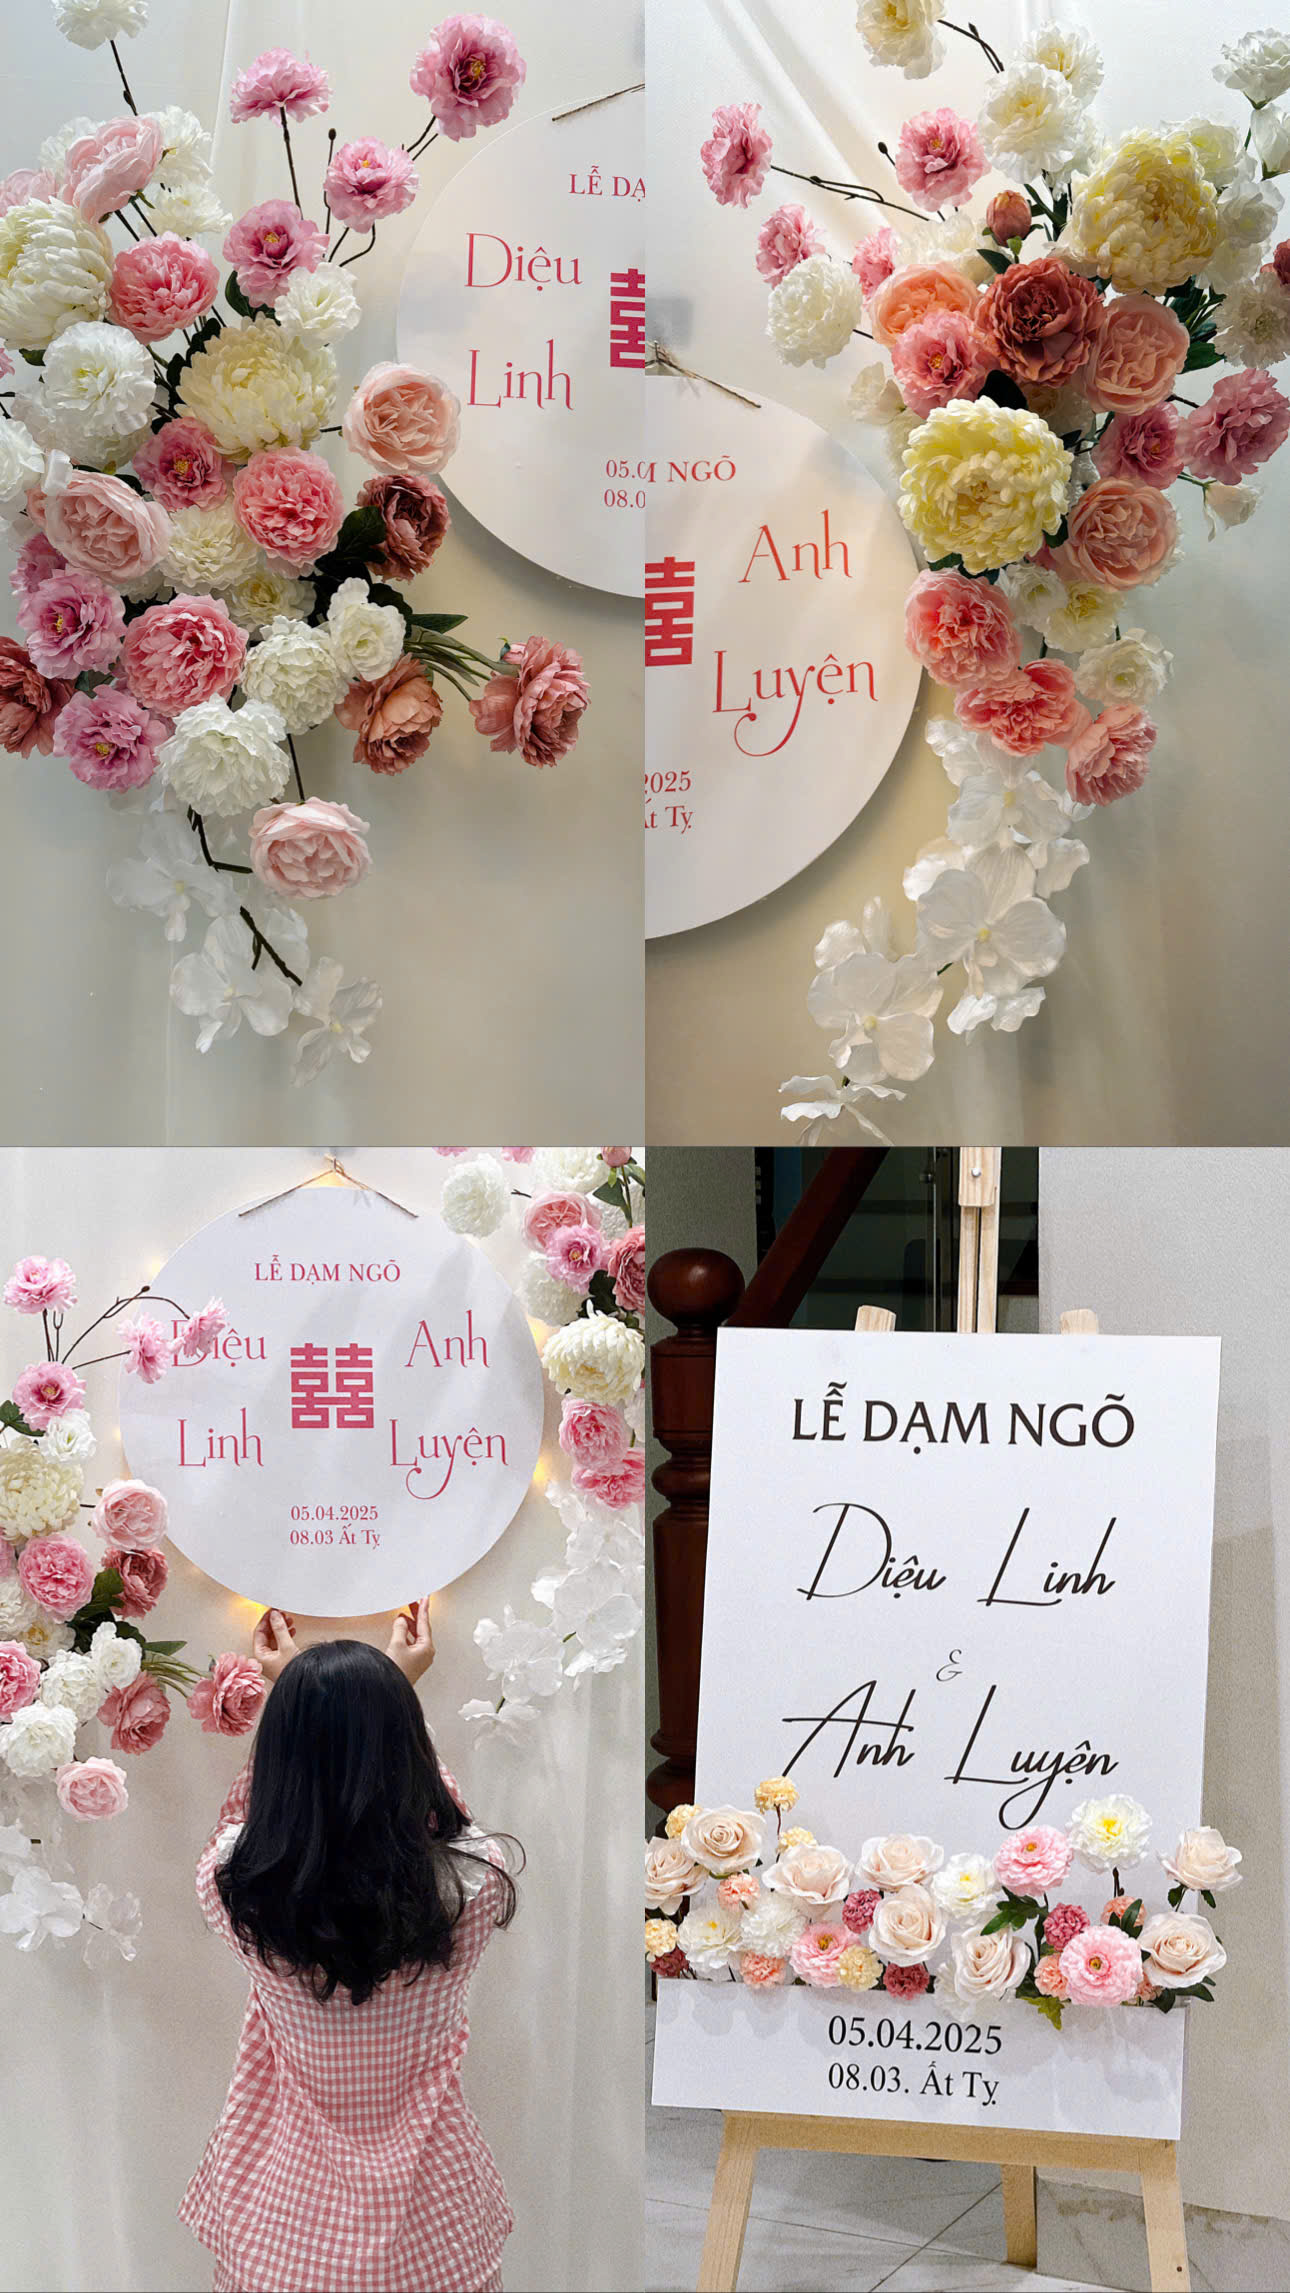 LỄ DẠ
Diệu
囍
Linh
05.0
08.0
M NGÕ
Anh
囍
Luyện
2025
Ất Tỵ
LỄ DẠM NGÕ
Diệu Anh
囍
Linh Luyện
05.04.2025
08.03 Ất Tỵ
LỄ DẠM NGÕ
Diệu Linh
&
Anh Luyện
05.04.2025
08.03. Ất Tỵ